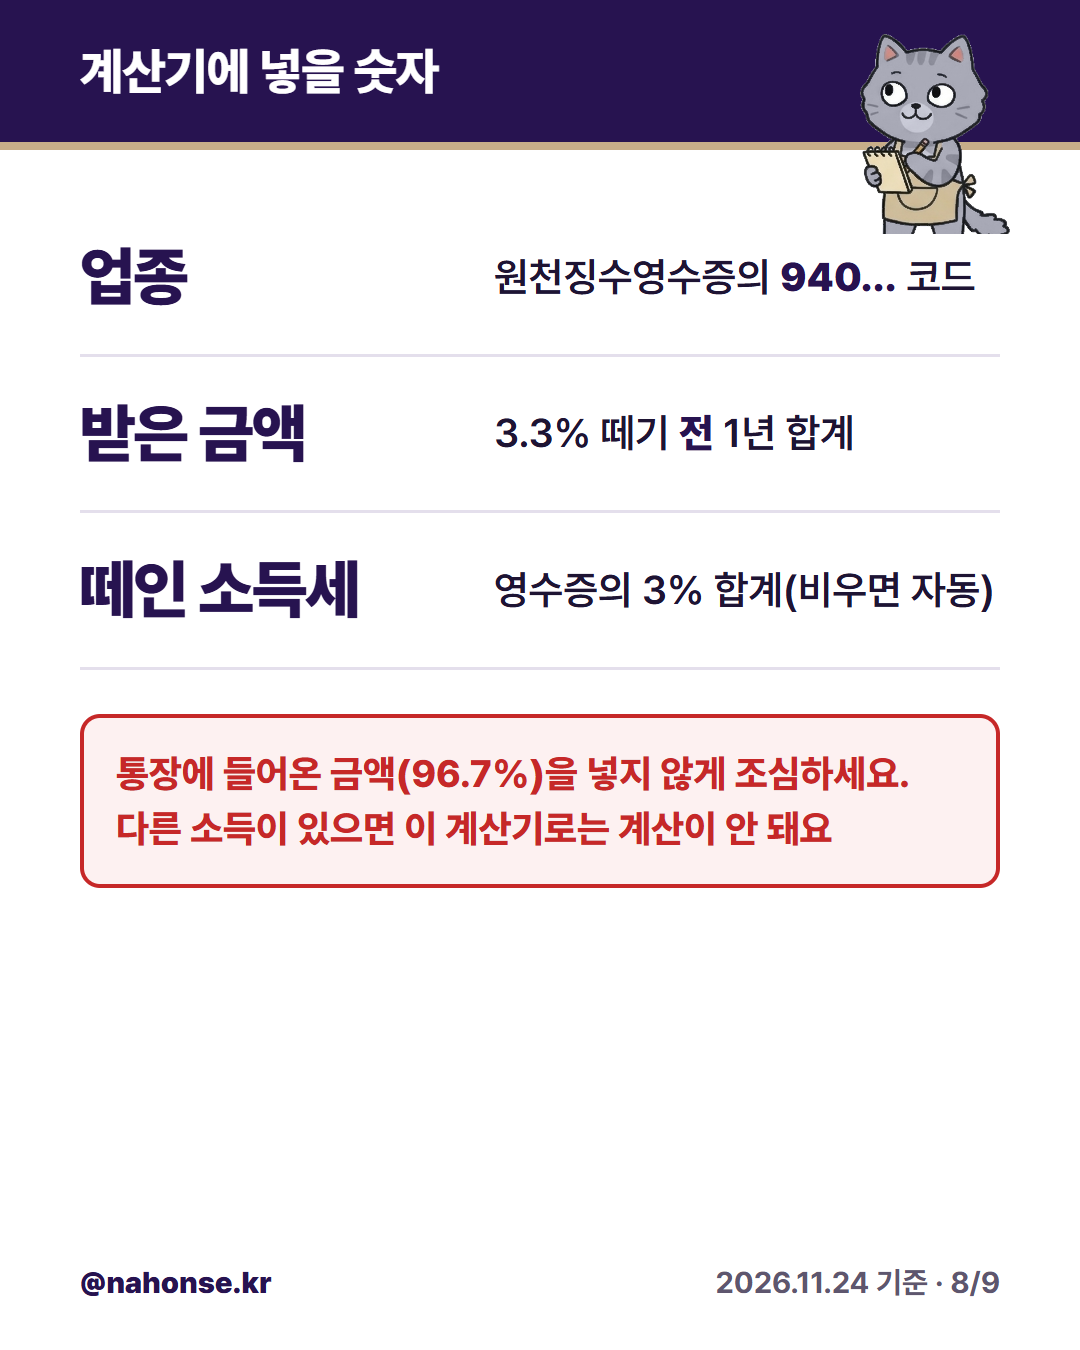 계산기에 넣을 숫자
업종 원천징수영수증의 940... 코드
받은 금액 3.3% 떼기 전 1년 합계
떼인 소득세 영수증의 3% 합계(비우면 자동)
통장에 들어온 금액(96.7%)을 넣지 않게 조심하세요.
다른 소득이 있으면 이 계산기로는 계산이 안 돼요
@nahonse.kr 2026.11.24 기준 · 8/9